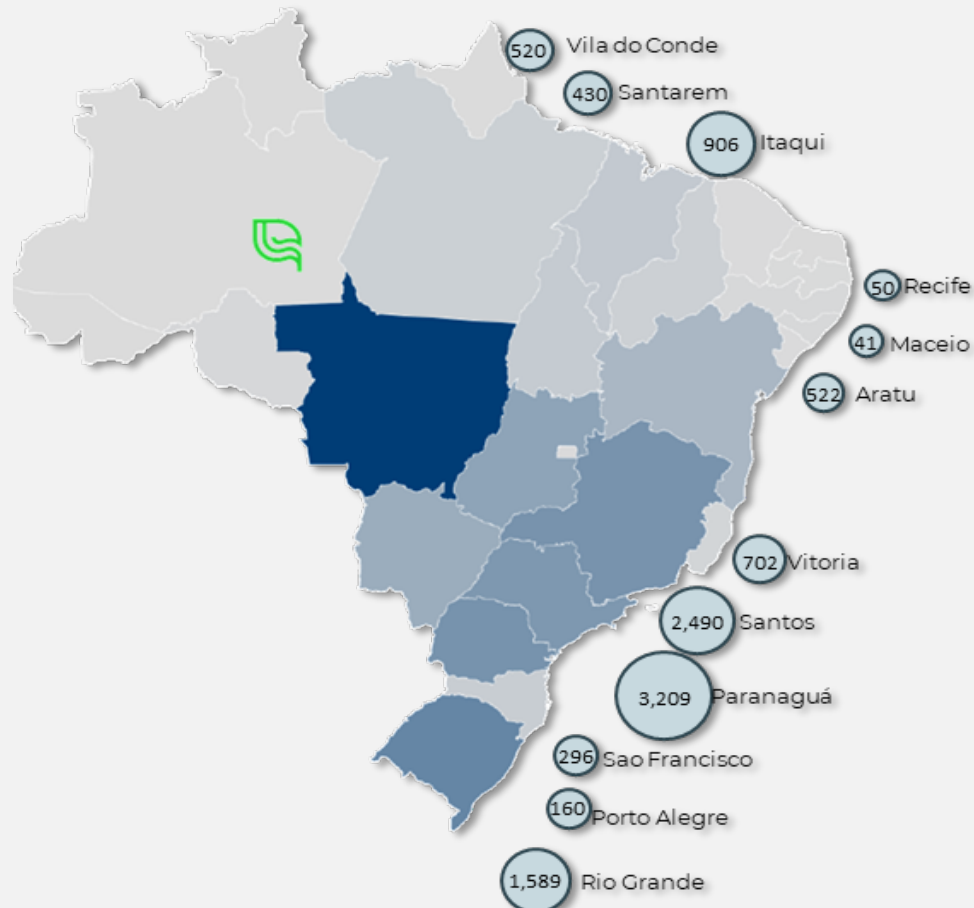 520 Vila do Conde
430 Santarem
906 Itaqui
50 Recife
41 Maceio
522 Aratu
702 Vitoria
2,490 Santos
3,209 Paranaguá
296 Sao Francisco
160 Porto Alegre
1,589 Rio Grande